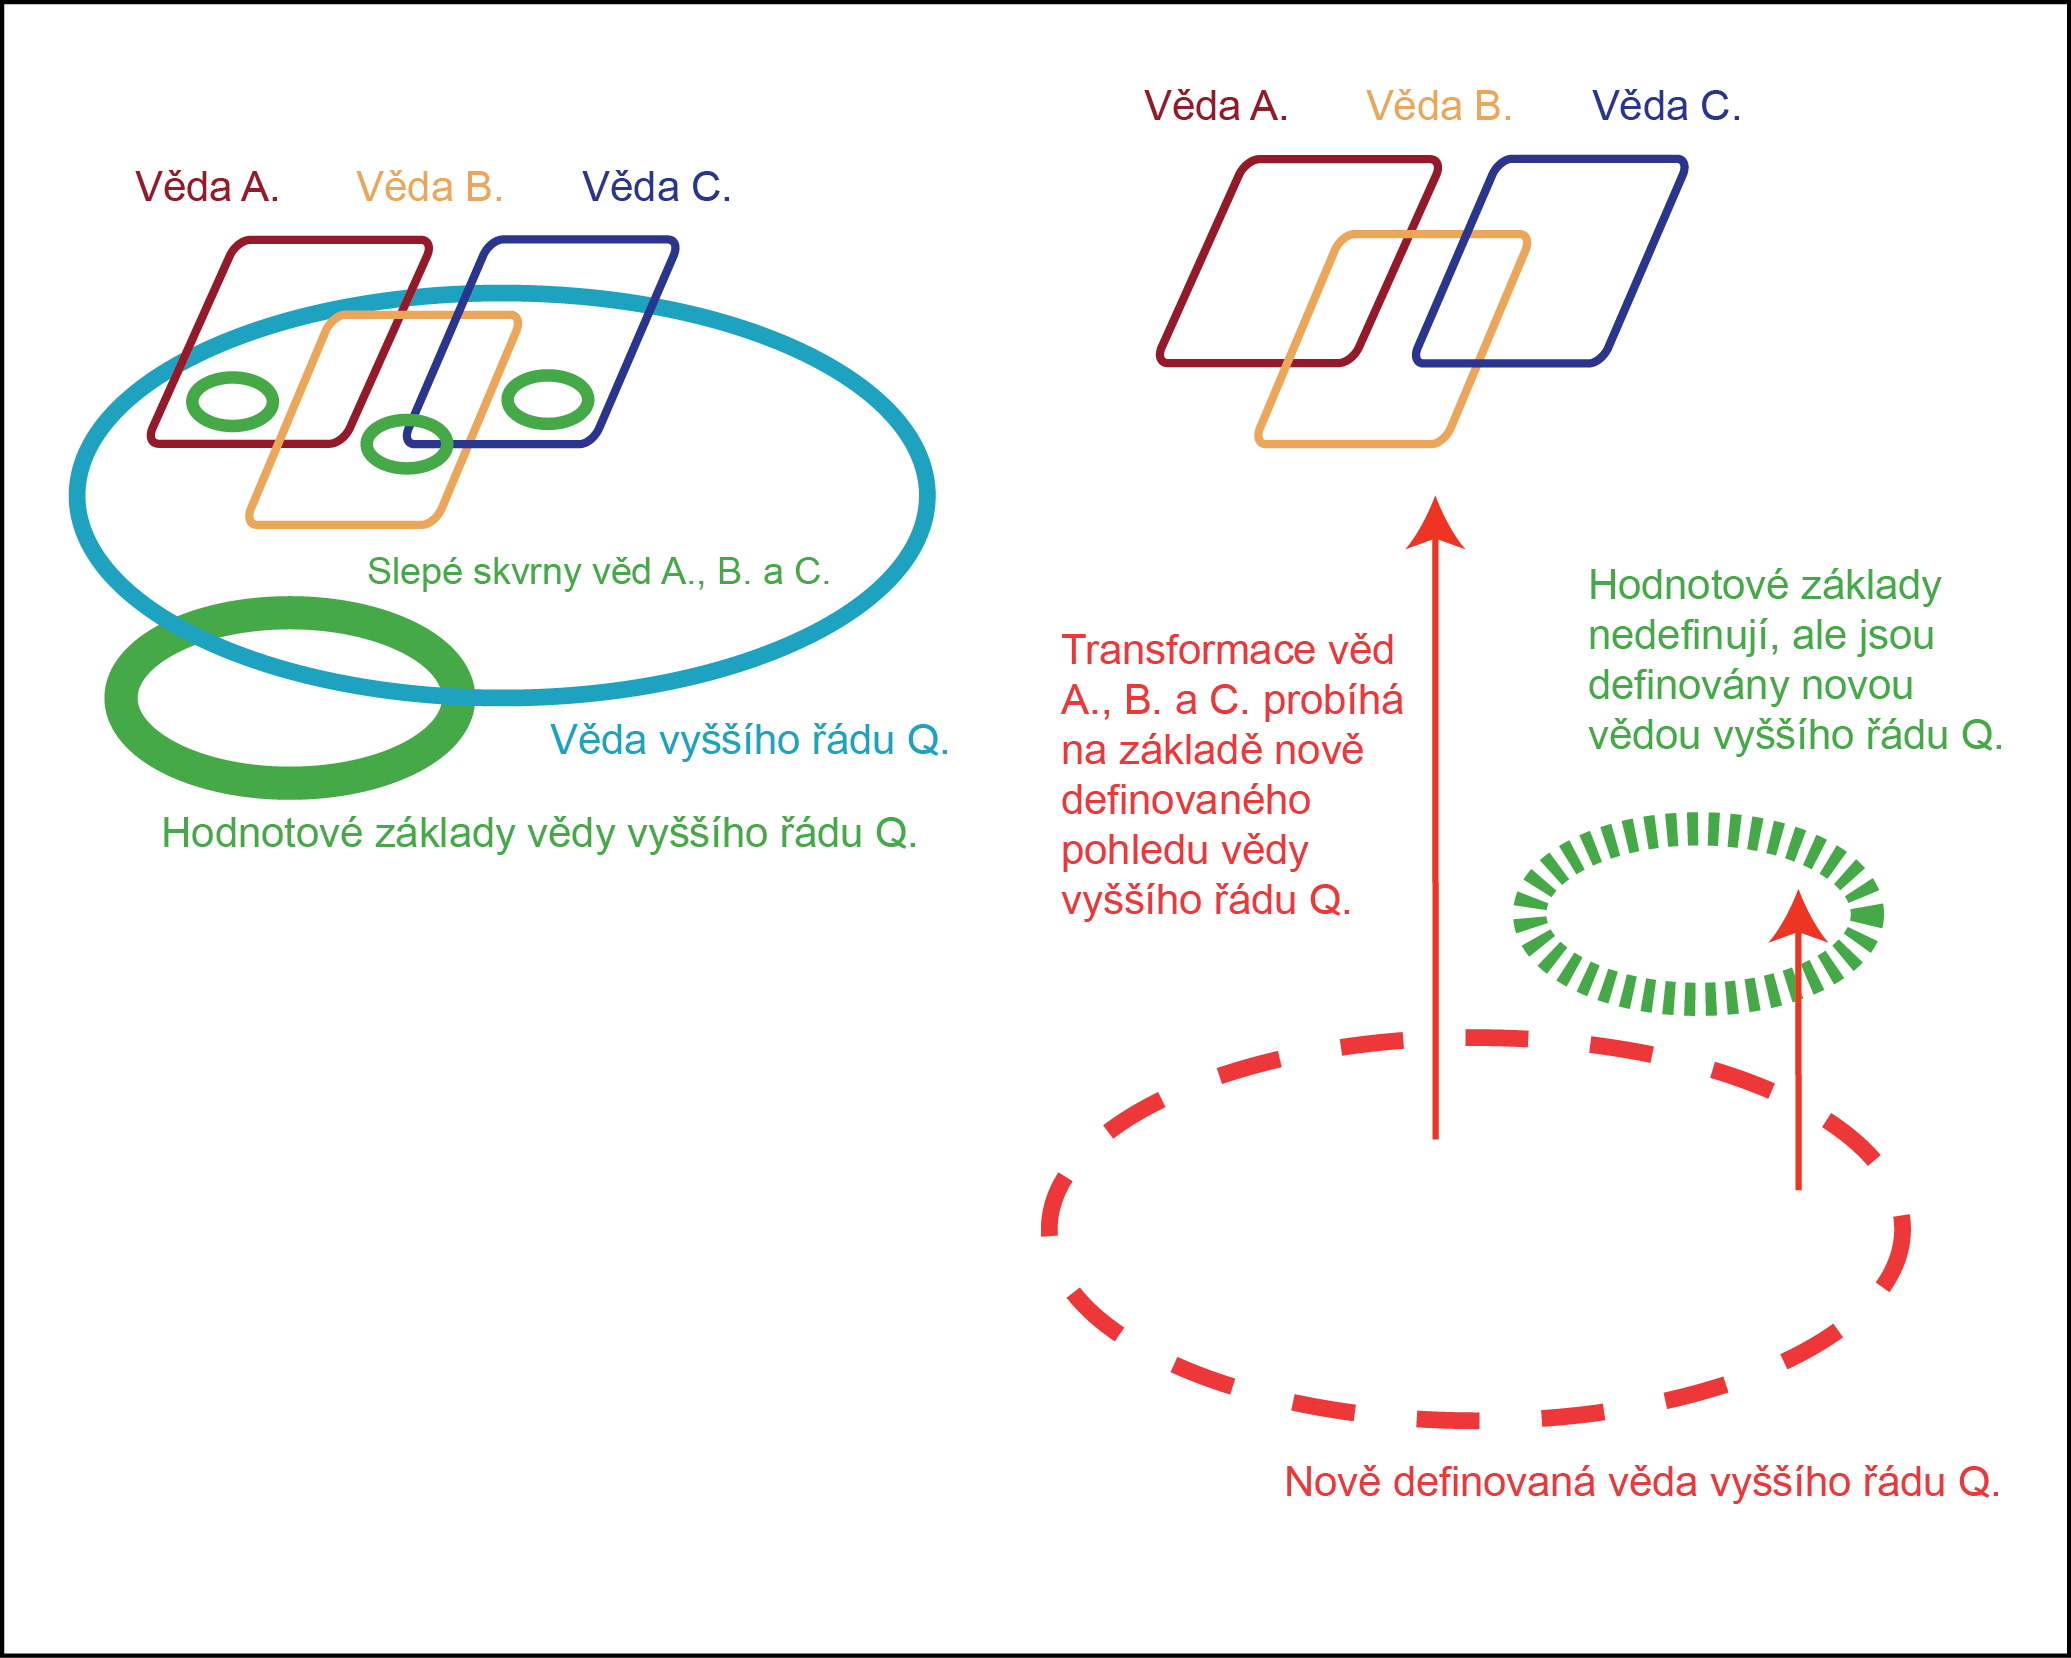 Věda A.
Věda B.
Věda C.
Slepé skvrny věd A., B. a C.
Věda vyššího řádu Q.
Hodnotové základy vědy vyššího řádu Q.
Věda A.
Věda B.
Věda C.
Transformace věd
A., B. a C. probíhá
na základě nově
definovaného
pohledu vědy
vyššího řádu Q.
Hodnotové základy
nedefinují, ale jsou
definovány novou
vědou vyššího řádu Q.
Nově definovaná věda vyššího řádu Q.